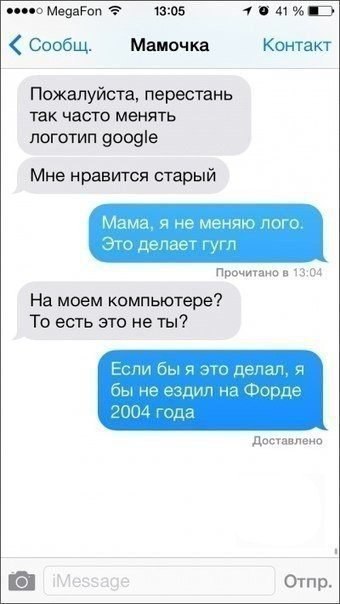 MegaFon 13:05 41 %
Сообщ. Мамочка Контакт
Пожалуйста, перестань
так часто менять
логотип google
Мне нравится старый
Мама, я не меняю лого.
Это делает гугл
Прочитано в 13:04
На моем компьютере?
То есть это не ты?
Если бы я это делал, я
бы не ездил на Форде
2004 года
Доставлено
iMessage Отпр.